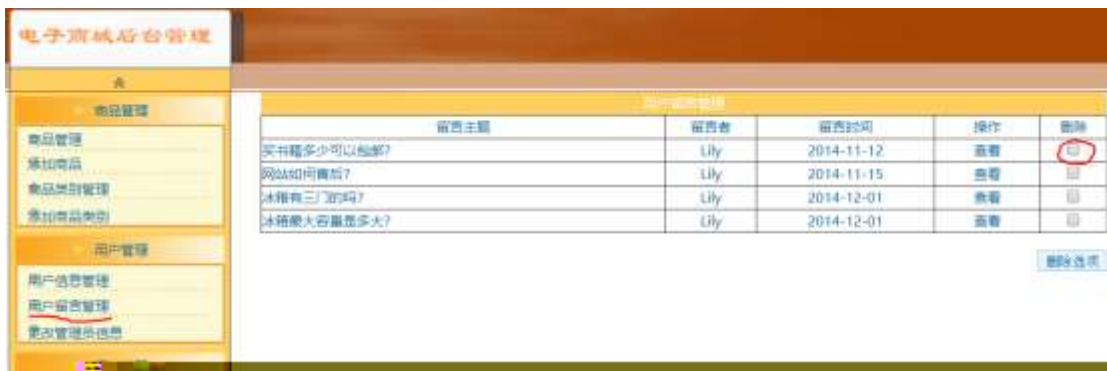 电子商城后台管理
商品管理
商品管理
添加商品
商品类别管理
添加商品类别
用户管理
用户信息管理
用户留言管理
更改管理员信息
用户留言管理
留言主题 留言者 留言时间 操作 删除
买书籍多少可以包邮? Lily 2014-11-12 查看
网站如何售后? Lily 2014-11-15 查看
冰箱有三门的吗? Lily 2014-12-01 查看
冰箱最大容量是多大? Lily 2014-12-01 查看
删除选项